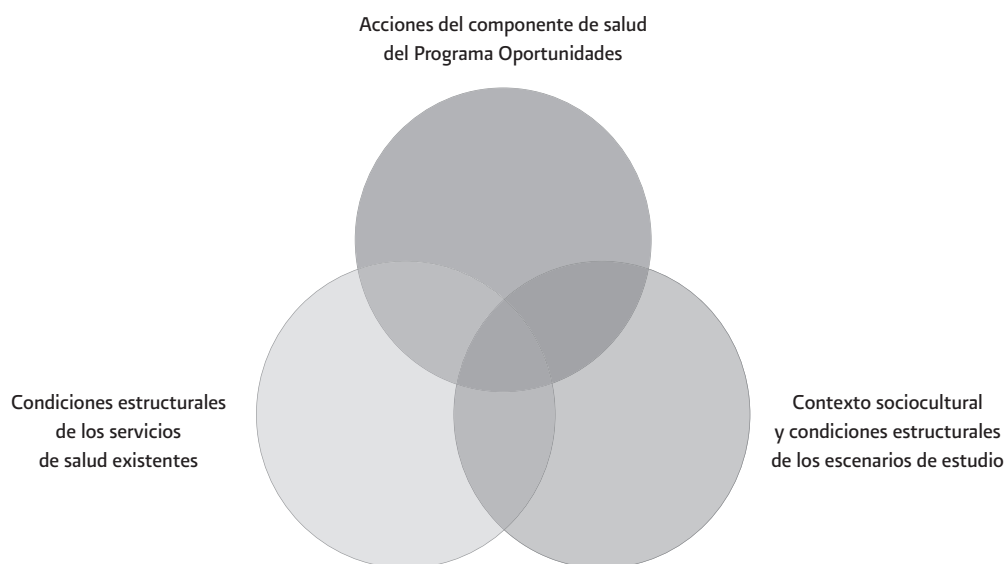 Acciones del componente de salud
del Programa Oportunidades
Condiciones estructurales
de los servicios
de salud existentes
Contexto sociocultural
y condiciones estructurales
de los escenarios de estudio